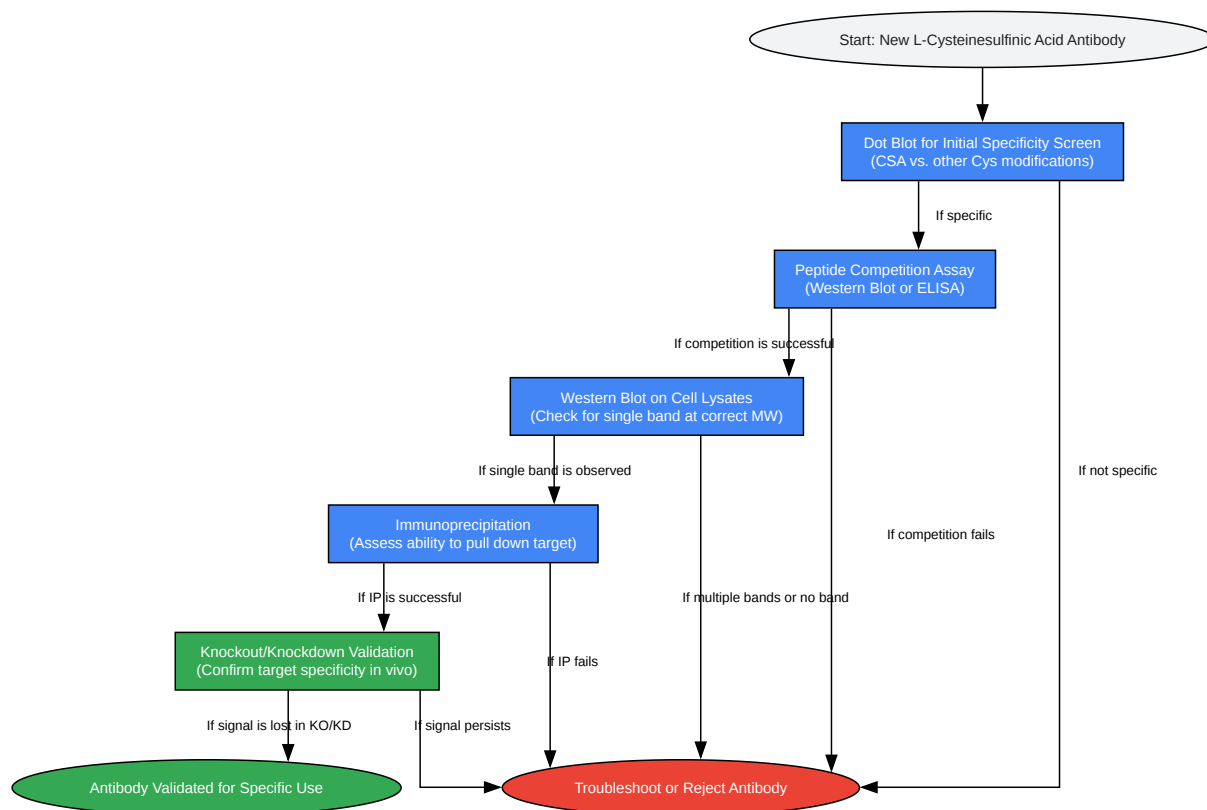 Start: New L-Cysteinesulfinic Acid Antibody
Dot Blot for Initial Specificity Screen
(CSA vs. other Cys modifications)
If specific
Peptide Competition Assay
(Western Blot or ELISA)
If competition is successful
Western Blot on Cell Lysates
(Check for single band at correct MW)
If single band is observed
If not specific
Immunoprecipitation
(Assess ability to pull down target)
If competition fails
If IP is successful
If multiple bands or no band
Knockout/Knockdown Validation
(Confirm target specificity in vivo)
If IP fails
If signal is lost in KO/KD
If signal persists
Antibody Validated for Specific Use
Troubleshoot or Reject Antibody